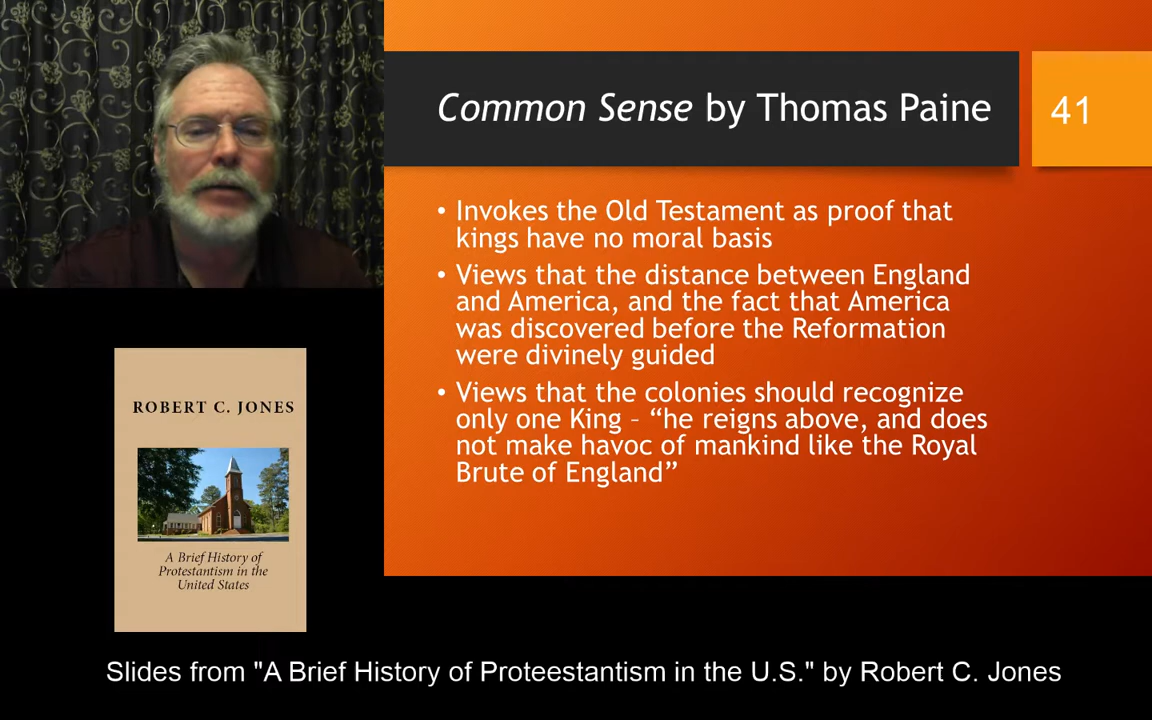 Common Sense by Thomas Paine
41
• Invokes the Old Testament as proof that
kings have no moral basis
• Views that the distance between England
and America, and the fact that America
was discovered before the Reformation
were divinely guided
• Views that the colonies should recognize
only one King – “he reigns above, and does
not make havoc of mankind like the Royal
Brute of England”
ROBERT C. JONES
A Brief History of
Protestantism in the
United States
Slides from "A Brief History of Proteestantism in the U.S." by Robert C. Jones